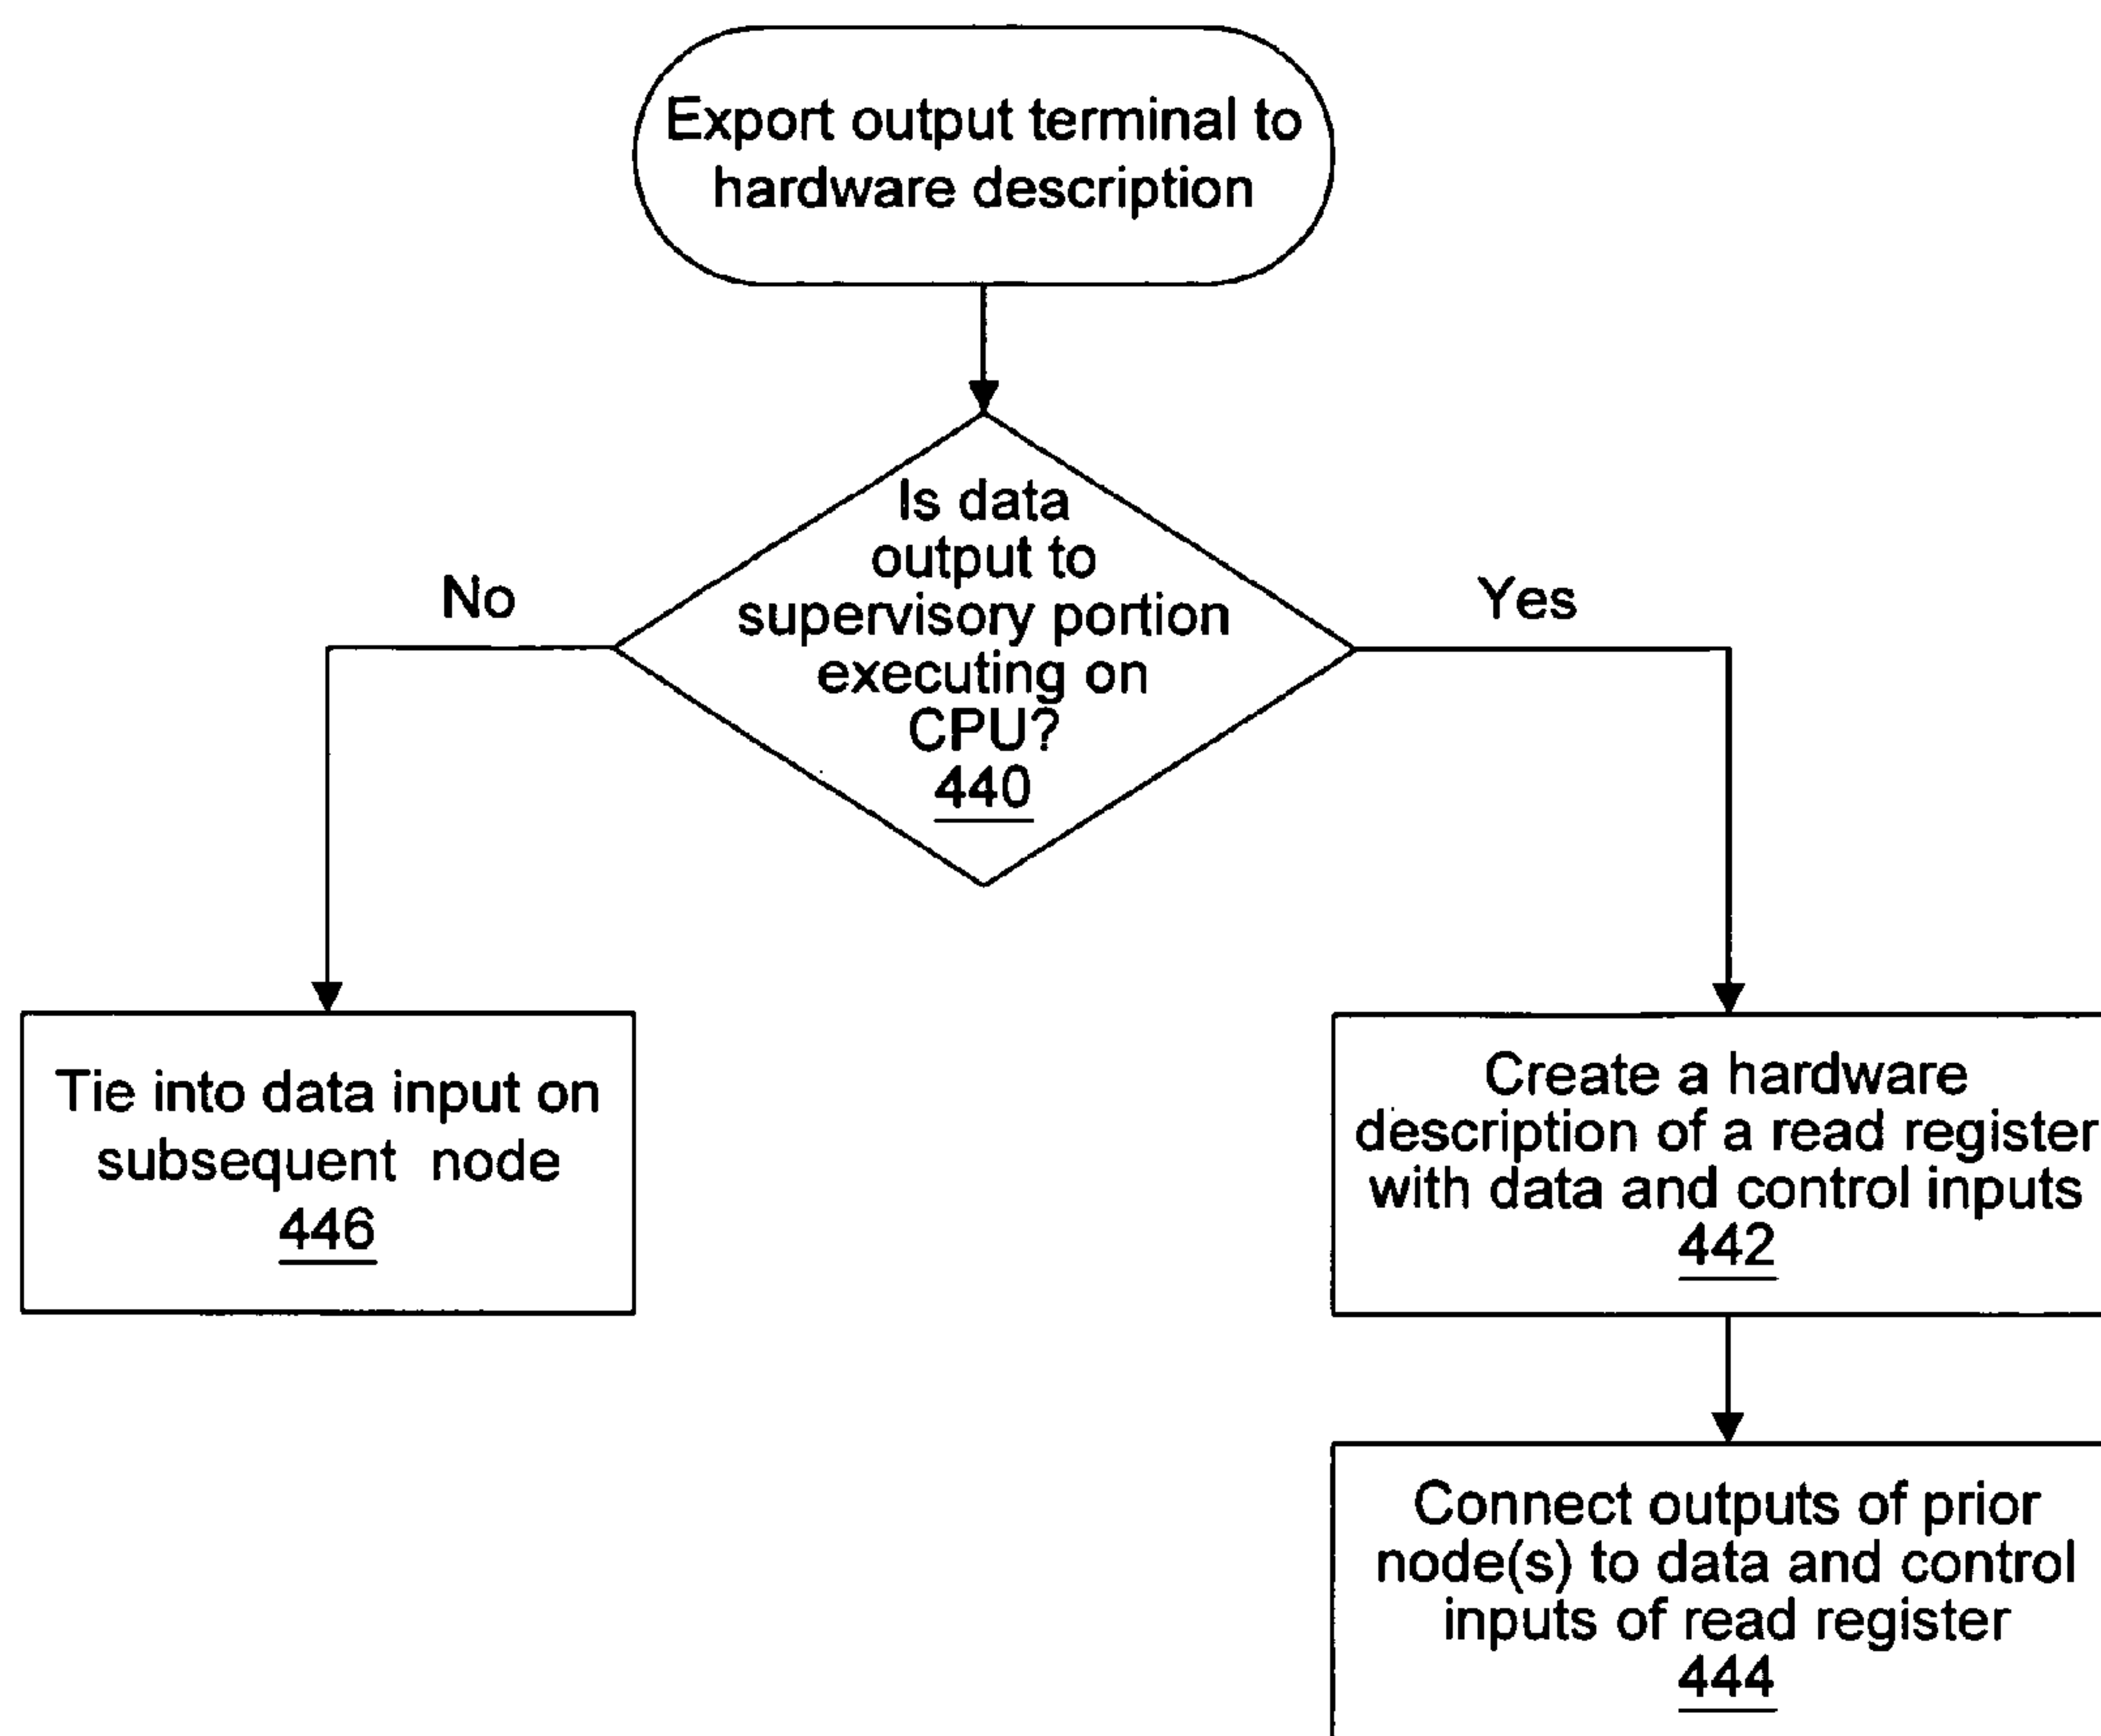 Export output terminal to
hardware description
Is data
output to
supervisory portion
executing on
CPU?
440
No
Yes
Tie into data input on
subsequent node
446
Create a hardware
description of a read register
with data and control inputs
442
Connect outputs of prior
node(s) to data and control
inputs of read register
444